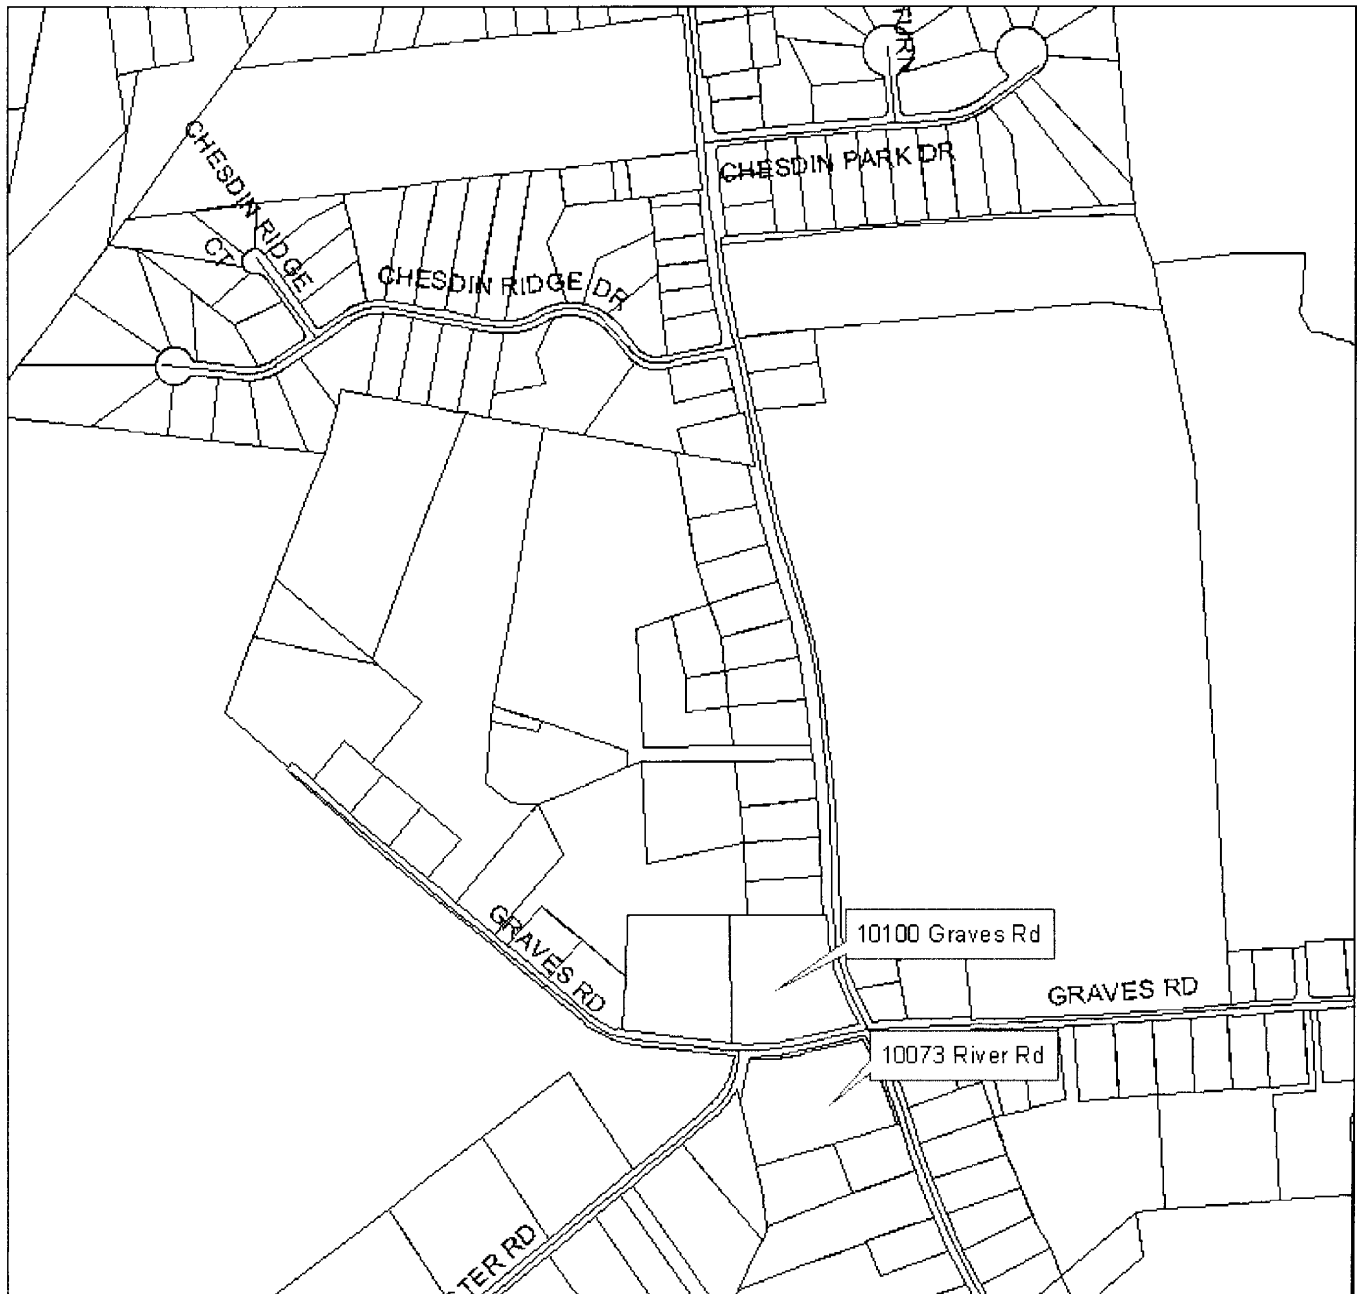 CHESDIN PARK DR
CHESDIN RIDGE
CT
CHESDIN RIDGE DR
GRAVES RD
10100 Graves Rd
GRAVES RD
10073 River Rd
TER RD